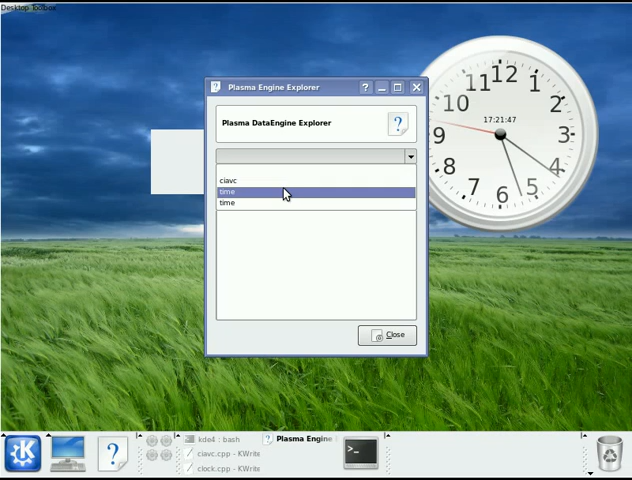 Desktop Toolbox
Plasma Engine Explorer
Plasma DataEngine Explorer
ciavc
time
time
Close
12
1
2
3
4
5
6
7
8
9
10
11
17:21:47
kde4 : bash
ciavc.cpp - KWrite
clock.cpp - KWrite
Plasma Engine